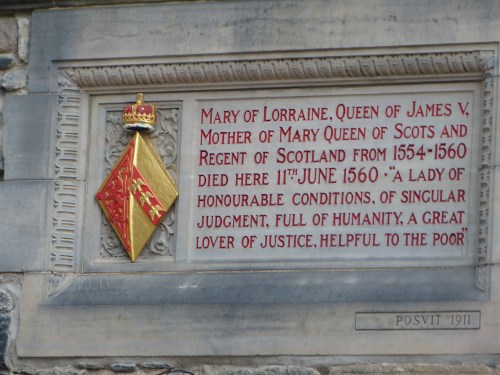 MARY OF LORRAINE, QUEEN OF JAMES V,
MOTHER OF MARY QUEEN OF SCOTS AND
REGENT OF SCOTLAND FROM 1554-1560
DIED HERE 11TH JUNE 1560 · "A LADY OF
HONOURABLE CONDITIONS, OF SINGULAR
JUDGMENT, FULL OF HUMANITY, A GREAT
LOVER OF JUSTICE, HELPFUL TO THE POOR"
POSVIT 1911.